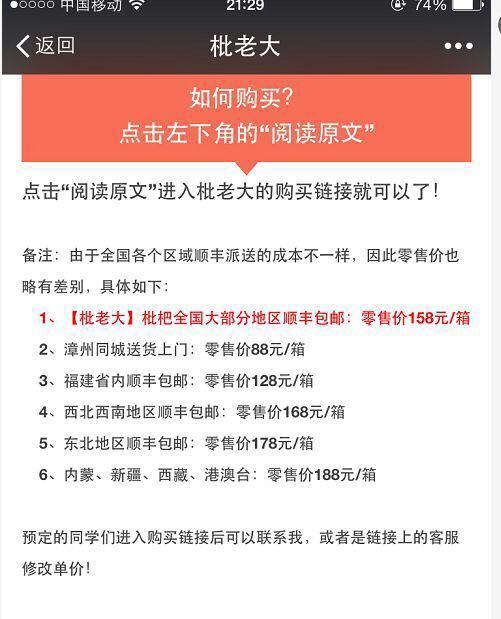 中国移动
21:29
74%
返回
枇老大
如何购买？
点击左下角的“阅读原文”
点击“阅读原文”进入枇老大的购买链接就可以了！
备注：由于全国各个区域顺丰派送的成本不一样，因此零售价也
略有差别，具体如下：
1、【枇老大】枇杷全国大部分地区顺丰包邮：零售价158元/箱
2、漳州同城送货上门：零售价88元/箱
3、福建省内顺丰包邮：零售价128元/箱
4、西北西南地区顺丰包邮：零售价168元/箱
5、东北地区顺丰包邮：零售价178元/箱
6、内蒙、新疆、西藏、港澳台：零售价188元/箱
预定的同学们进入购买链接后可以联系我，或者是链接上的客服
修改单价！